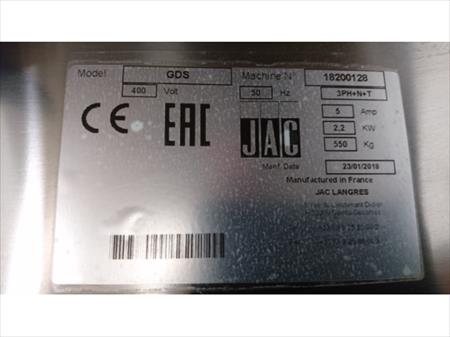 Model GDS Machine N° 18200128
400 Volt 50 Hz 3PH+N+T
5 Amp
2,2 KW
550 Kg
CE EAC JAC
Manf. Date 23/01/2018
Manufactured in France
JAC LANGRES